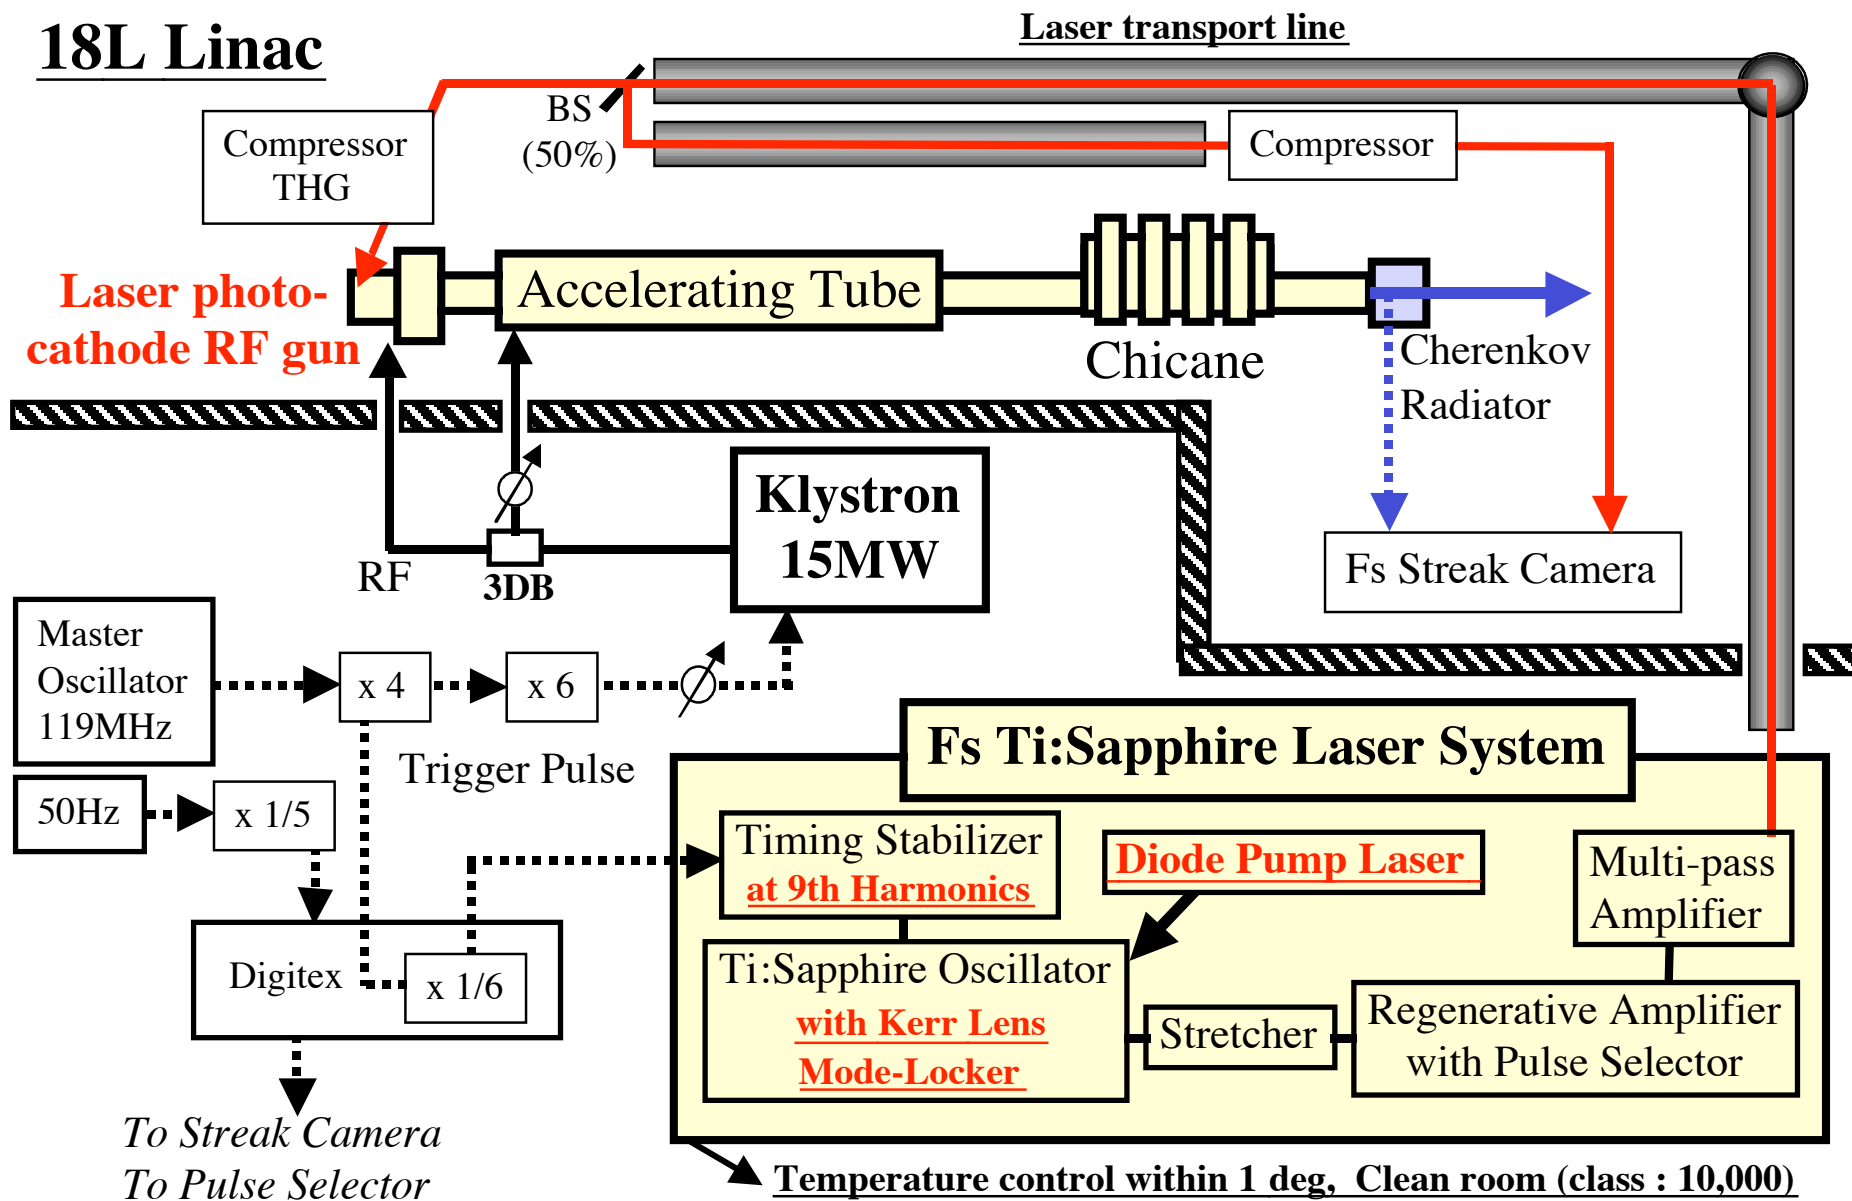 18L Linac
Laser transport line
BS
(50%)
Compressor
THG
Compressor
Laser photo-
cathode RF gun
Accelerating Tube
Chicane
Cherenkov
Radiator
Klystron
15MW
RF
3DB
Fs Streak Camera
Master
Oscillator
119MHz
x 4
x 6
Trigger Pulse
50Hz
x 1/5
Digitex
x 1/6
To Streak Camera
To Pulse Selector
Fs Ti:Sapphire Laser System
Timing Stabilizer
at 9th Harmonics
Diode Pump Laser
Multi-pass
Amplifier
Ti:Sapphire Oscillator
with Kerr Lens
Mode-Locker
Stretcher
Regenerative Amplifier
with Pulse Selector
Temperature control within 1 deg, Clean room (class : 10,000)